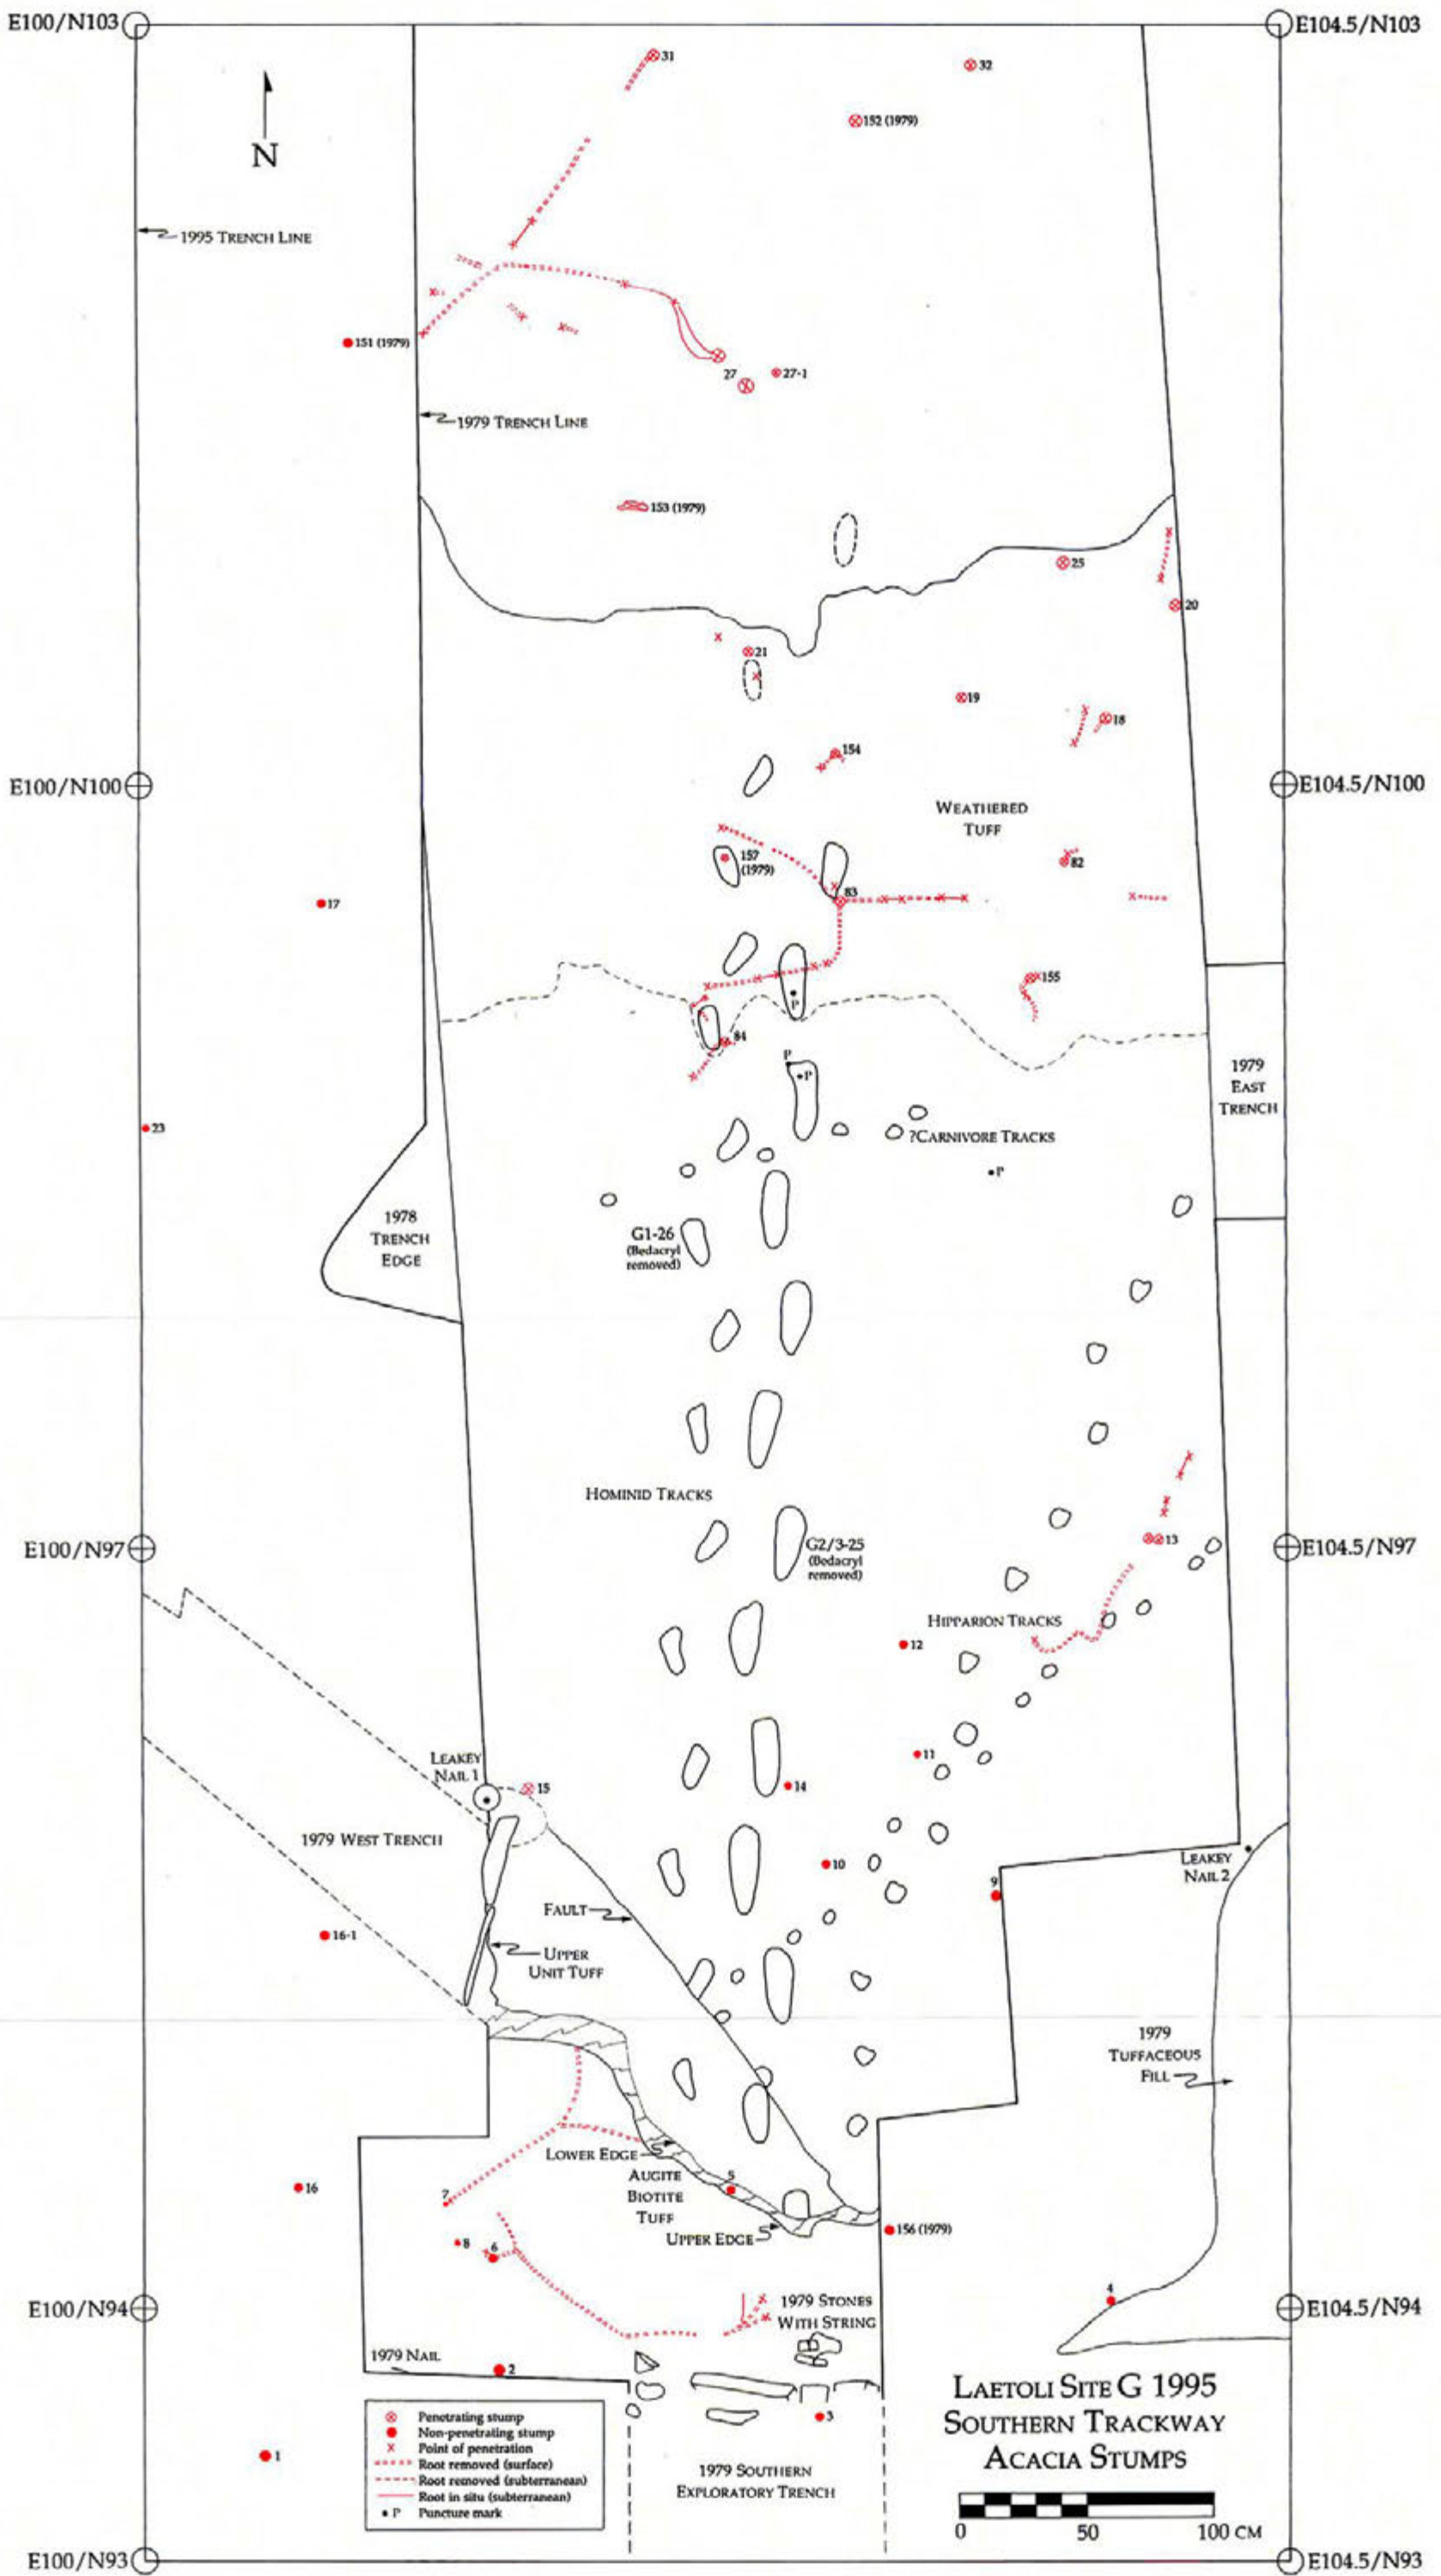 E100/N103
E104.5/N103
31
32
152 (1979)
N
1995 TRENCH LINE
151 (1979)
27
27-1
1979 TRENCH LINE
153 (1979)
25
20
21
19
18
154
E100/N100
E104.5/N100
WEATHERED
TUFF
157
(1979)
82
83
17
155
P
84
P
P
1979
EAST
TRENCH
23
?CARNIVORE TRACKS
P
1978
TRENCH
EDGE
G1-26
(Bedacryl
removed)
HOMINID TRACKS
E100/N97
G2/3-25
(Bedacryl
removed)
13
E104.5/N97
HIPPARION TRACKS
12
LEAKEY
NAIL 1
15
11
14
1979 WEST TRENCH
10
LEAKEY
NAIL 2
9
FAULT
16-1
UPPER
UNIT TUFF
1979
TUFFACEOUS
FILL
LOWER EDGE
16
AUGITE
BIOTITE
TUFF
5
7
UPPER EDGE
156 (1979)
8
6
4
E100/N94
1979 STONES
WITH STRING
E104.5/N94
1979 NAIL
2
3
1
Penetrating stump
Non-penetrating stump
Point of penetration
Root removed (surface)
Root removed (subterranean)
Root in situ (subterranean)
P Puncture mark
1979 SOUTHERN
EXPLORATORY TRENCH
LAETOLI SITE G 1995
SOUTHERN TRACKWAY
ACACIA STUMPS
0 50 100 CM
E100/N93
E104.5/N93